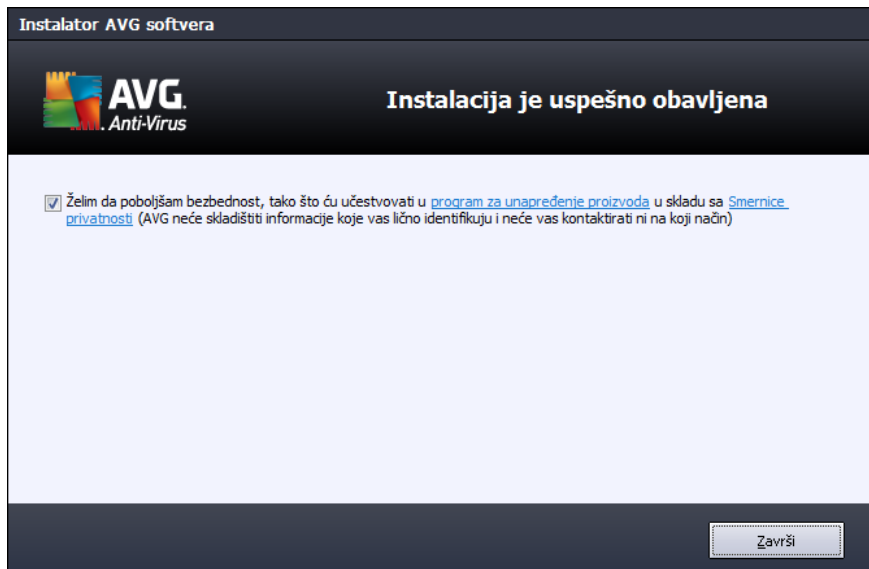 Instalator AVG softvera
AVG.
Anti-Virus
Instalacija je uspešno obavljena
Želim da poboljšam bezbednost, tako što ću učestvovati u program za unapređenje proizvoda u skladu sa Smernice
privatnosti (AVG neće skladištiti informacije koje vas lično identifikuju i neće vas kontaktirati ni na koji način)
Završi